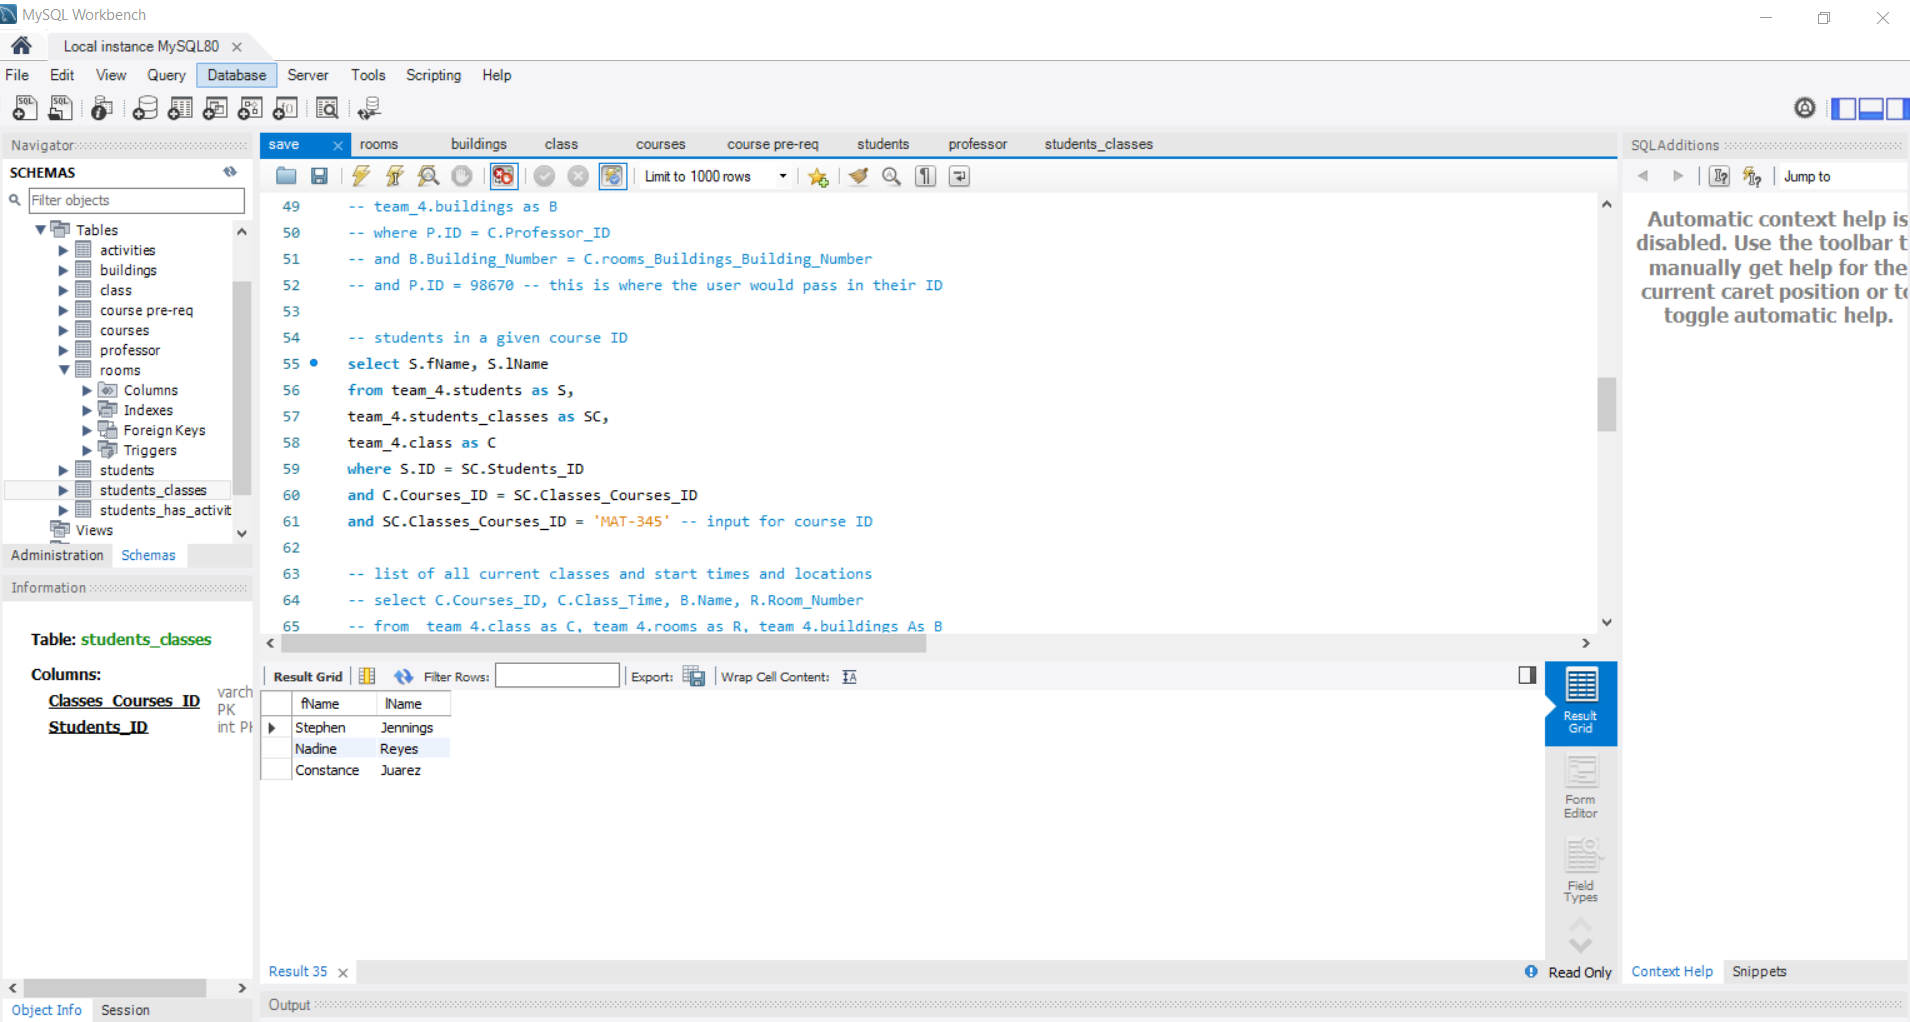 MySQL Workbench
Local instance MySQL80
File Edit View Query Database Server Tools Scripting Help
Navigator
SCHEMAS
Filter objects
Tables
activities
buildings
class
course pre-req
courses
professor
rooms
Columns
Indexes
Foreign Keys
Triggers
students
students_classes
students_has_activit
Views
Administration Schemas
Information
Table: students_classes
Columns:
Classes_Courses_ID varch
PK
Students_ID int PK
Object Info Session
save rooms buildings class courses course pre-req students professor students_classes
Limit to 1000 rows
49 -- team_4.buildings as B
50 -- where P.ID = C.Professor_ID
51 -- and B.Building_Number = C.rooms_Buildings_Building_Number
52 -- and P.ID = 98670 -- this is where the user would pass in their ID
53
54 -- students in a given course ID
55 select S.fName, S.lName
56 from team_4.students as S,
57 team_4.students_classes as SC,
58 team_4.class as C
59 where S.ID = SC.Students_ID
60 and C.Courses_ID = SC.Classes_Courses_ID
61 and SC.Classes_Courses_ID = 'MAT-345' -- input for course ID
62
63 -- list of all current classes and start times and locations
64 -- select C.Courses_ID, C.Class_Time, B.Name, R.Room_Number
65 -- from team_4.class as C, team_4.rooms as R, team_4.buildings As B
Result Grid Filter Rows: Export: Wrap Cell Content:
fName lName
Stephen Jennings
Nadine Reyes
Constance Juarez
Result
Grid
Form
Editor
Field
Types
Result 35
Read Only
Output
SQLAdditions
Jump to
Automatic context help is
disabled. Use the toolbar t
manually get help for the
current caret position or to
toggle automatic help.
Context Help Snippets